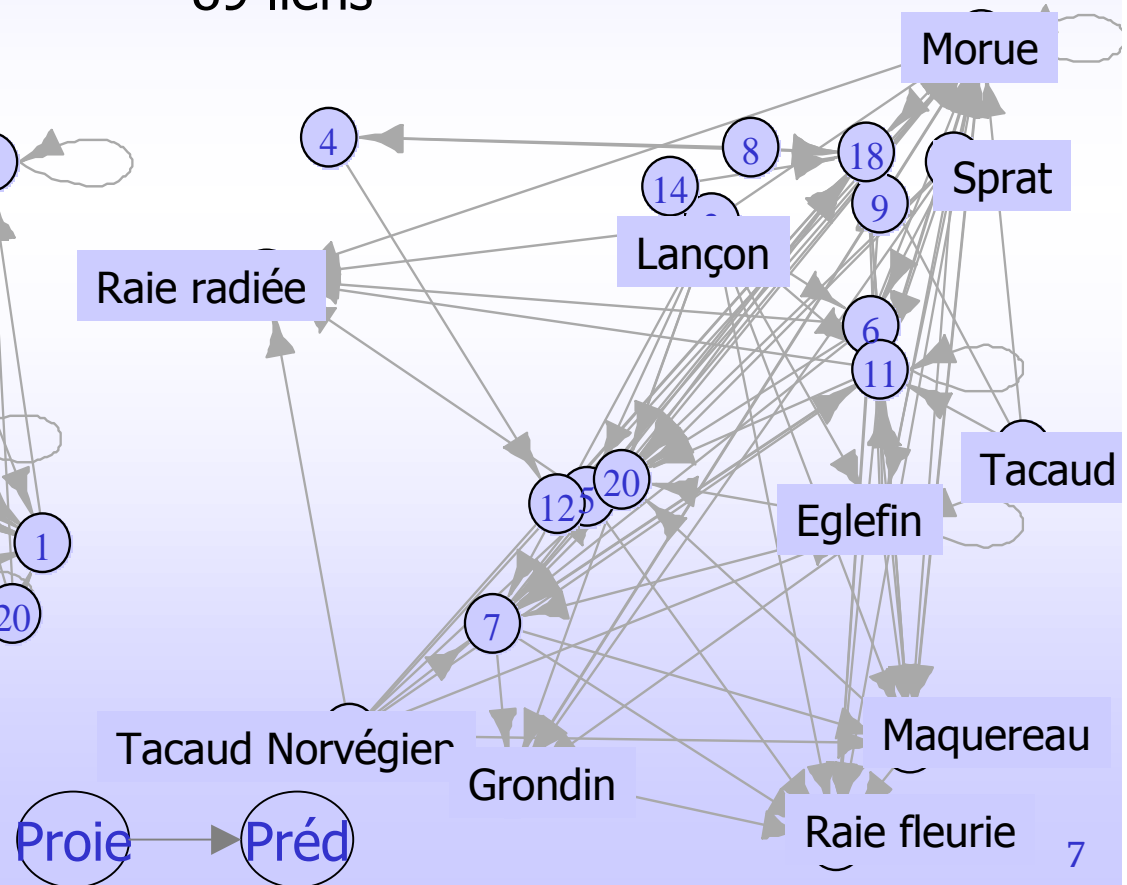 Morue
4
8
18
14
Sprat
9
Lançon
Raie radiée
6
11
Tacaud
20
5
12
Eglefin
1
20
7
Maquereau
Tacaud Norvégien
Grondin
Raie fleurie
Proie
Préd
7